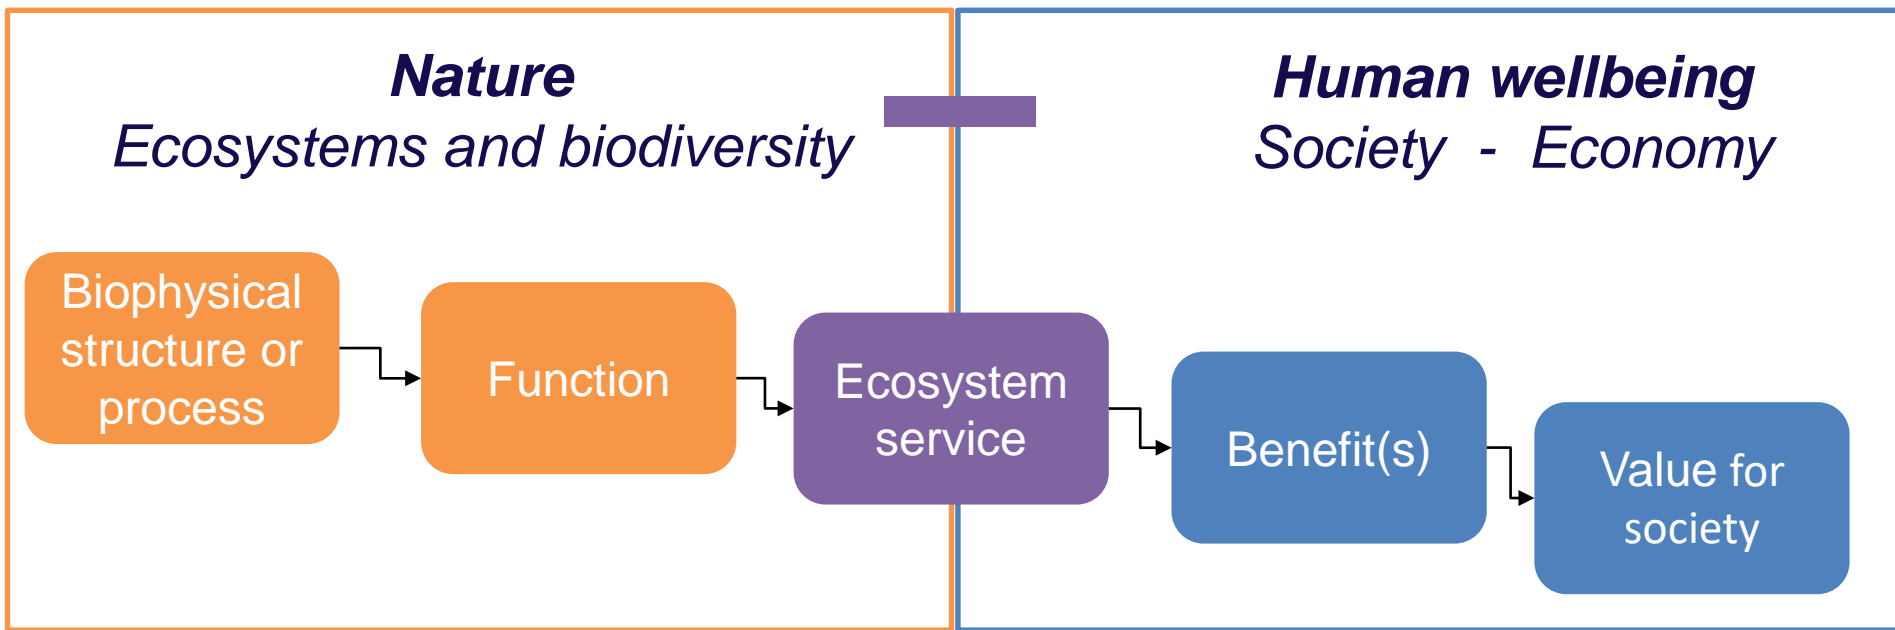 Nature
Ecosystems and biodiversity
Human wellbeing
Society - Economy
Biophysical
structure or
process
Function
Ecosystem
service
Benefit(s)
Value for
society